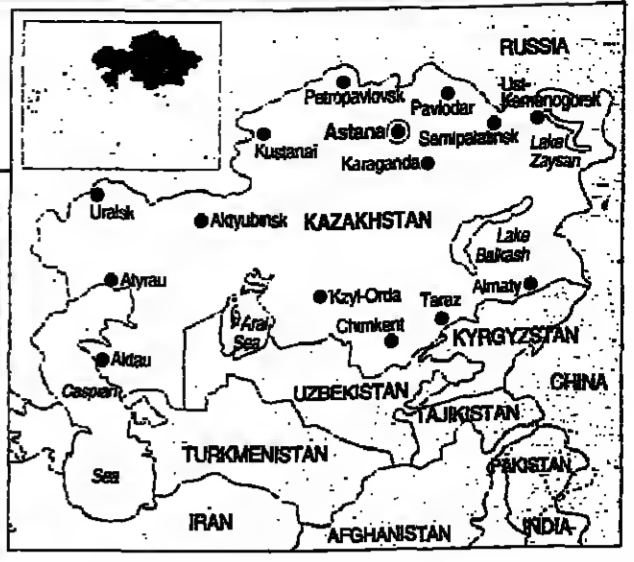 RUSSIA
Ust-
Kamenogorsk
Petropavlovsk
Pavlodar
Astana
Semipalatinsk
Kustanaï
Karaganda
Lake
Zaysan
Uralsk
Aktyubinsk
KAZAKHSTAN
Lake
Balkash
Atyrau
Kzyl-Orda
Taraz
Almaty
Aral
Sea
Chimkent
KYRGYZSTAN
Aktau
Caspian
UZBEKISTAN
CHINA
TAJIKISTAN
TURKMENISTAN
Sea
PAKISTAN
IRAN
AFGHANISTAN
INDIA